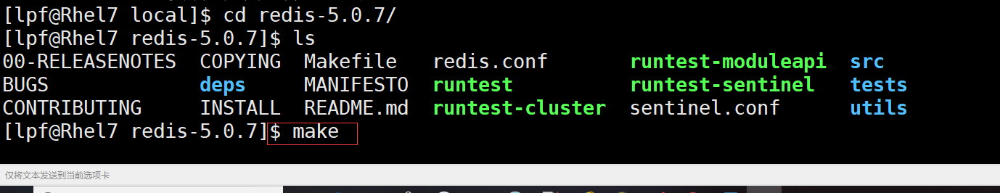 [lpf@Rhel7 local]$ cd redis-5.0.7/
[lpf@Rhel7 redis-5.0.7]$ ls
00-RELEASENOTES  COPYING  Makefile   redis.conf       runtest-moduleapi  src
BUGS             deps     MANIFESTO  runtest          runtest-sentinel   tests
CONTRIBUTING     INSTALL  README.md  runtest-cluster  sentinel.conf      utils
[lpf@Rhel7 redis-5.0.7]$ make
仅将文本发送到当前选项卡